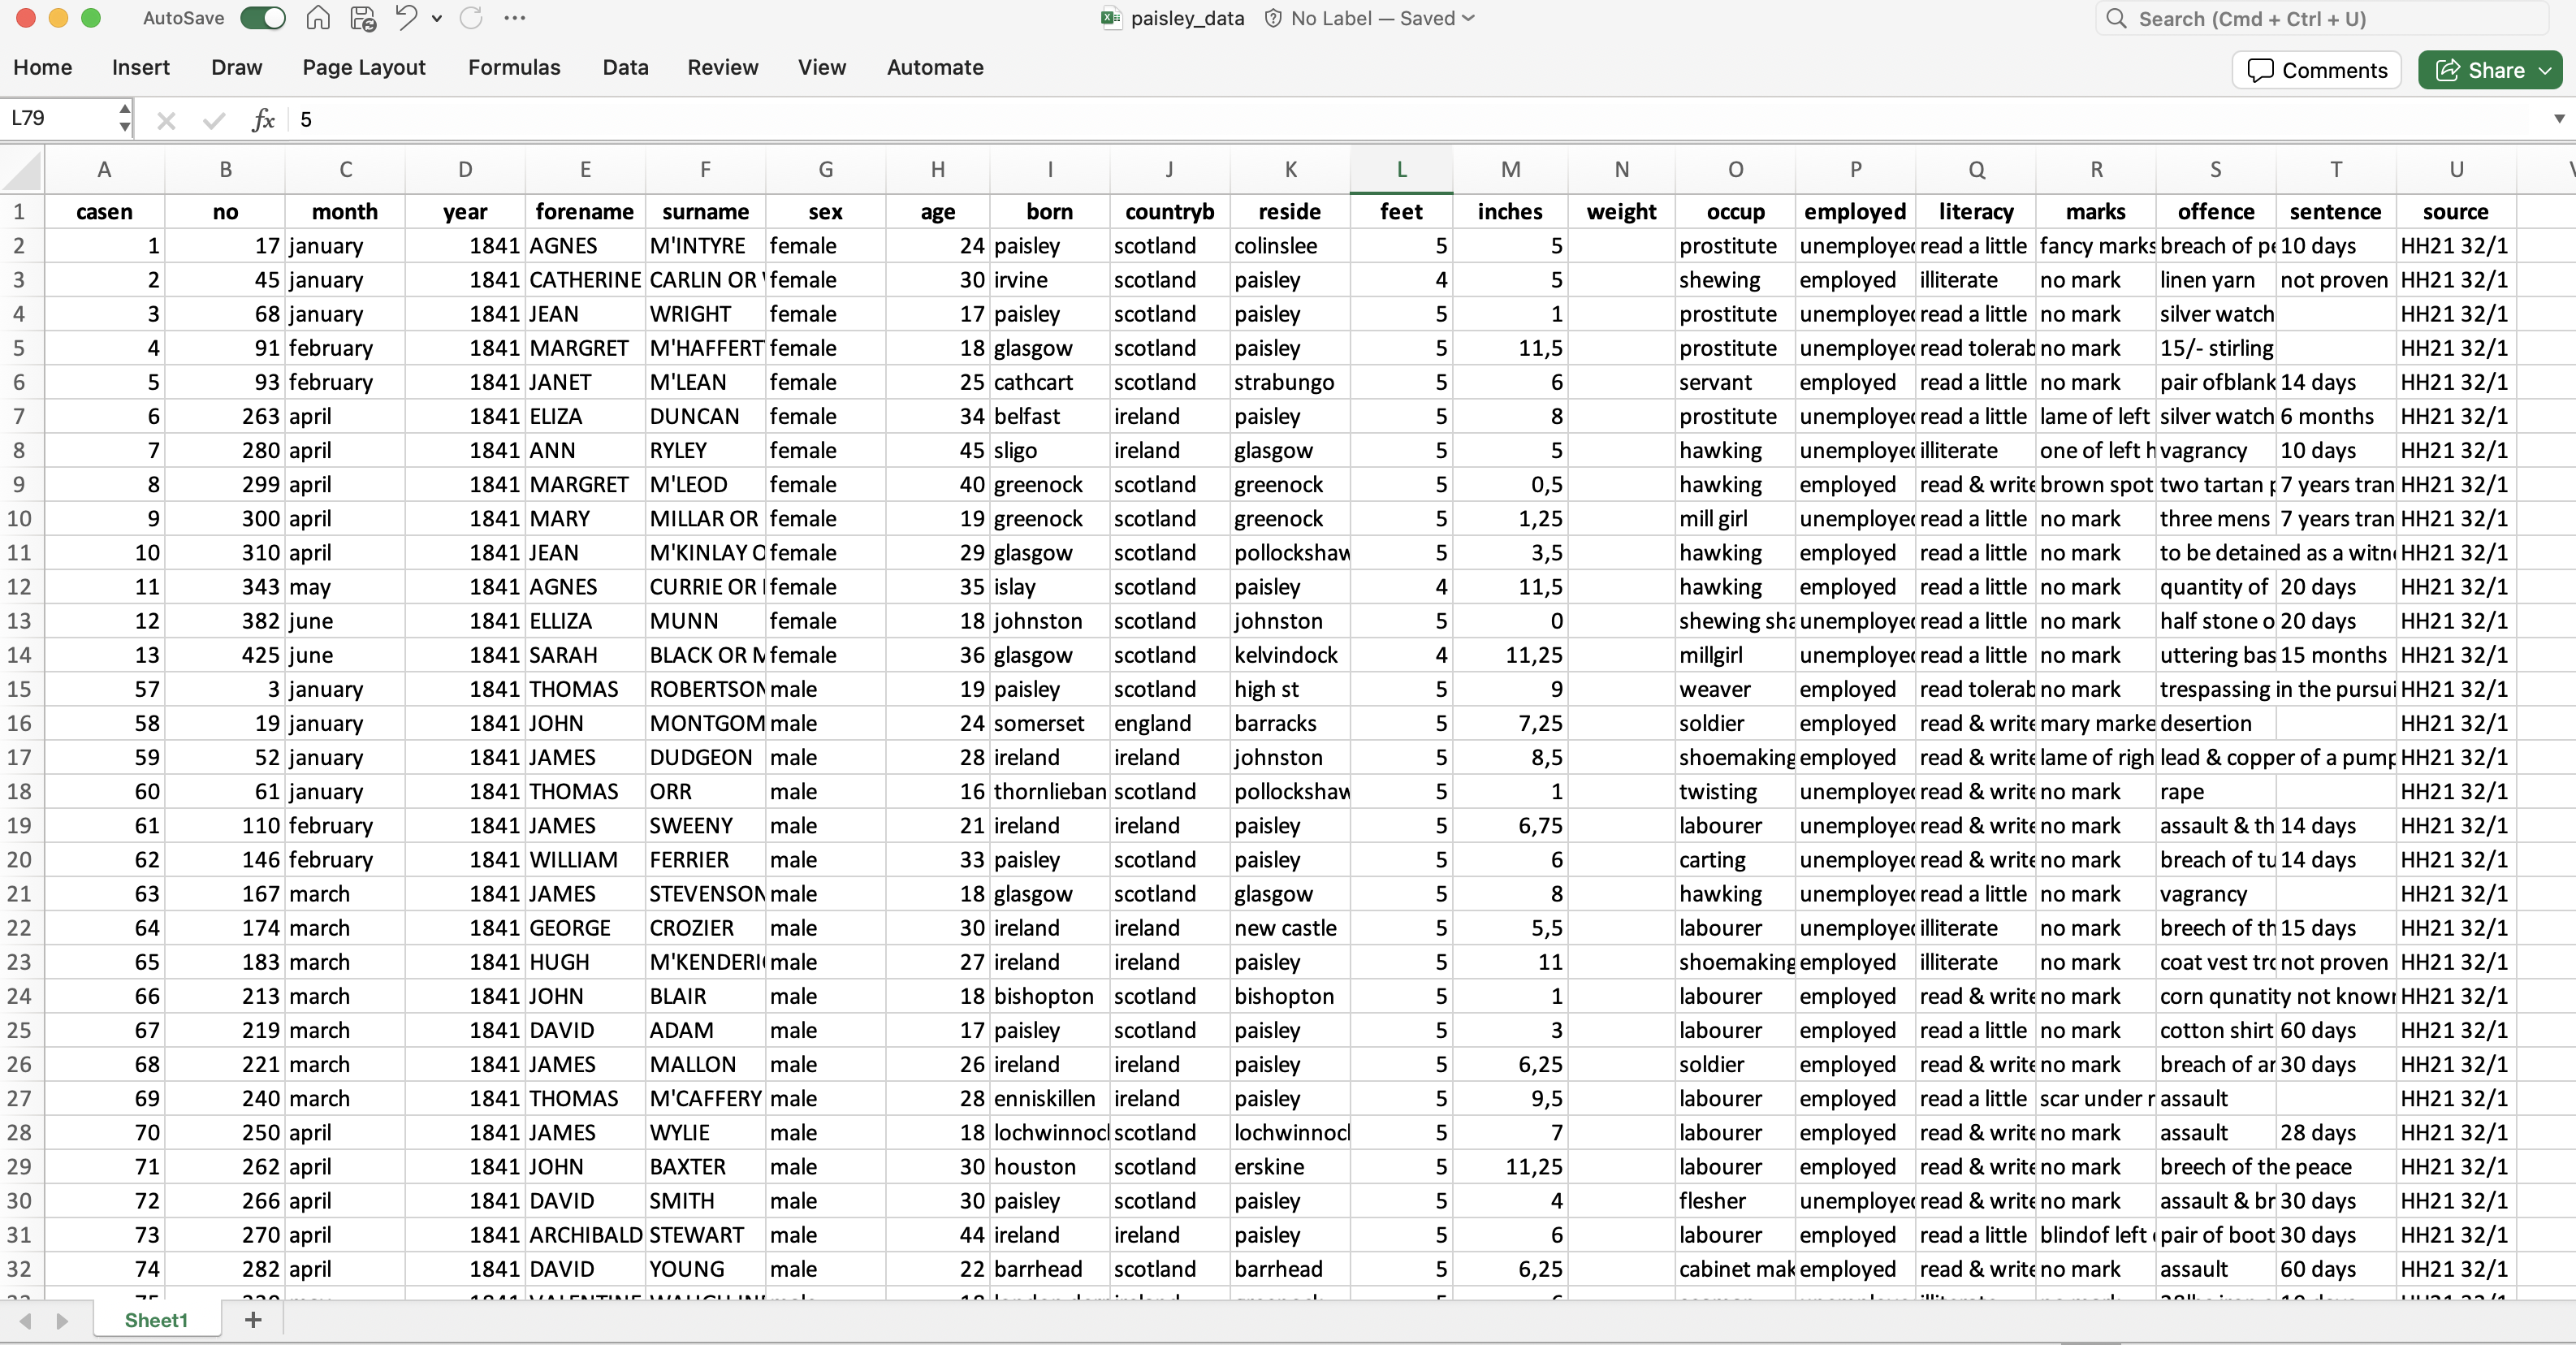 AutoSave paisley_data No Label — Saved Search (Cmd + Ctrl + U)
Home Insert Draw Page Layout Formulas Data Review View Automate Comments Share
L79 fx 5
A B C D E F G H I J K L M N O P Q R S T U
1 casen no month year forename surname sex age born countryb reside feet inches weight occup employed literacy marks offence sentence source
2 1 17 january 1841 AGNES M'INTYRE female 24 paisley scotland colinslee 5 5 prostitute unemployed read a little fancy marks breach of pe 10 days HH21 32/1
3 2 45 january 1841 CATHERINE CARLIN OR female 30 irvine scotland paisley 4 5 shewing employed illiterate no mark linen yarn not proven HH21 32/1
4 3 68 january 1841 JEAN WRIGHT female 17 paisley scotland paisley 5 1 prostitute unemployed read a little no mark silver watch HH21 32/1
5 4 91 february 1841 MARGRET M'HAFFERT female 18 glasgow scotland paisley 5 11,5 prostitute unemployed read tolerab no mark 15/- stirling HH21 32/1
6 5 93 february 1841 JANET M'LEAN female 25 cathcart scotland strabungo 5 6 servant employed read a little no mark pair ofblank 14 days HH21 32/1
7 6 263 april 1841 ELIZA DUNCAN female 34 belfast ireland paisley 5 8 prostitute unemployed read a little lame of left silver watch 6 months HH21 32/1
8 7 280 april 1841 ANN RYLEY female 45 sligo ireland glasgow 5 5 hawking unemployed illiterate one of left h vagrancy 10 days HH21 32/1
9 8 299 april 1841 MARGRET M'LEOD female 40 greenock scotland greenock 5 0,5 hawking employed read & write brown spot two tartan p 7 years tran HH21 32/1
10 9 300 april 1841 MARY MILLAR OR female 19 greenock scotland greenock 5 1,25 mill girl unemployed read a little no mark three mens 7 years tran HH21 32/1
11 10 310 april 1841 JEAN M'KINLAY O female 29 glasgow scotland pollockshaw 5 3,5 hawking employed read a little no mark to be detained as a witn HH21 32/1
12 11 343 may 1841 AGNES CURRIE OR female 35 islay scotland paisley 4 11,5 hawking employed read a little no mark quantity of 20 days HH21 32/1
13 12 382 june 1841 ELLIZA MUNN female 18 johnston scotland johnston 5 0 shewing sha unemployed read a little no mark half stone o 20 days HH21 32/1
14 13 425 june 1841 SARAH BLACK OR M female 36 glasgow scotland kelvindock 4 11,25 millgirl unemployed read a little no mark uttering bas 15 months HH21 32/1
15 57 3 january 1841 THOMAS ROBERTSON male 19 paisley scotland high st 5 9 weaver employed read tolerab no mark trespassing in the pursui HH21 32/1
16 58 19 january 1841 JOHN MONTGOM male 24 somerset england barracks 5 7,25 soldier employed read & write mary marke desertion HH21 32/1
17 59 52 january 1841 JAMES DUDGEON male 28 ireland ireland johnston 5 8,5 shoemaking employed read & write lame of righ lead & copper of a pump HH21 32/1
18 60 61 january 1841 THOMAS ORR male 16 thornlieban scotland pollockshaw 5 1 twisting unemployed read & write no mark rape HH21 32/1
19 61 110 february 1841 JAMES SWEENY male 21 ireland ireland paisley 5 6,75 labourer unemployed read & write no mark assault & th 14 days HH21 32/1
20 62 146 february 1841 WILLIAM FERRIER male 33 paisley scotland paisley 5 6 carting unemployed read & write no mark breach of tu 14 days HH21 32/1
21 63 167 march 1841 JAMES STEVENSON male 18 glasgow scotland glasgow 5 8 hawking unemployed read a little no mark vagrancy HH21 32/1
22 64 174 march 1841 GEORGE CROZIER male 30 ireland ireland new castle 5 5,5 labourer unemployed illiterate no mark breech of th 15 days HH21 32/1
23 65 183 march 1841 HUGH M'KENDERI male 27 ireland ireland paisley 5 11 shoemaking employed illiterate no mark coat vest tro not proven HH21 32/1
24 66 213 march 1841 JOHN BLAIR male 18 bishopton scotland bishopton 5 1 labourer employed read & write no mark corn qunatity not known HH21 32/1
25 67 219 march 1841 DAVID ADAM male 17 paisley scotland paisley 5 3 labourer employed read a little no mark cotton shirt 60 days HH21 32/1
26 68 221 march 1841 JAMES MALLON male 26 ireland ireland paisley 5 6,25 soldier employed read & write no mark breach of ar 30 days HH21 32/1
27 69 240 march 1841 THOMAS M'CAFFERY male 28 enniskillen ireland paisley 5 9,5 labourer employed read a little scar under r assault HH21 32/1
28 70 250 april 1841 JAMES WYLIE male 18 lochwinnoch scotland lochwinnoch 5 7 labourer employed read & write no mark assault 28 days HH21 32/1
29 71 262 april 1841 JOHN BAXTER male 30 houston scotland erskine 5 11,25 labourer employed read & write no mark breech of the peace HH21 32/1
30 72 266 april 1841 DAVID SMITH male 30 paisley scotland paisley 5 4 flesher unemployed read & write no mark assault & br 30 days HH21 32/1
31 73 270 april 1841 ARCHIBALD STEWART male 44 ireland ireland paisley 5 6 labourer employed read a little blindof left pair of boot 30 days HH21 32/1
32 74 282 april 1841 DAVID YOUNG male 22 barrhead scotland barrhead 5 6,25 cabinet mak employed read & write no mark assault 60 days HH21 32/1
Sheet1